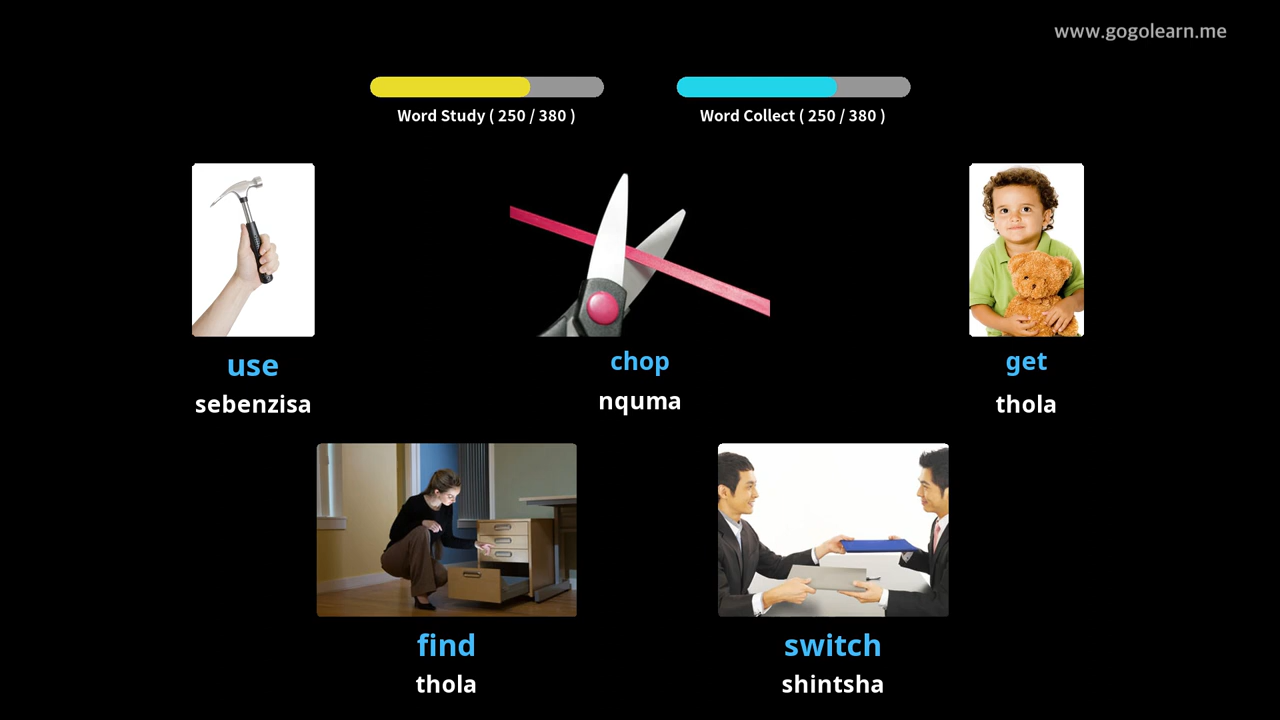 www.gogolearn.me
Word Study ( 250 / 380 )
Word Collect ( 250 / 380 )
use
sebenzisa
chop
nquma
get
thola
find
thola
switch
shintsha